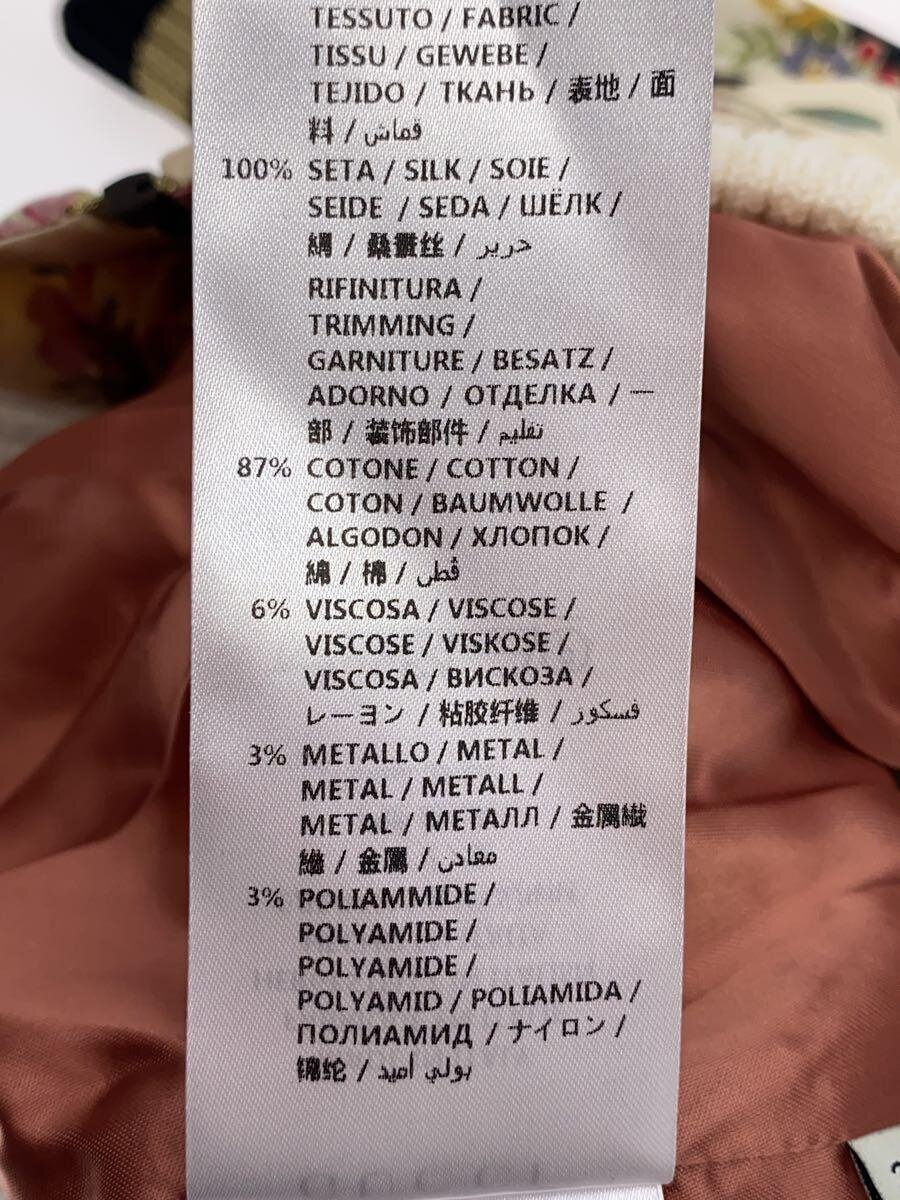 TESSUTO / FABRIC /
TISSU / GEWEBE /
TEJIDO / ТКАНЬ / 表地 / 面
料 / قماش
100% SETA / SILK / SOIE /
SEIDE / SEDA / ШЁЛК /
絹 / 桑蚕丝 / حرير
RIFINITURA /
TRIMMING /
GARNITURE / BESATZ /
ADORNO / ОТДЕЛКА / 一
部 / 装饰部件 / تقليم
87% COTONE / COTTON /
COTON / BAUMWOLLE /
ALGODON / ХЛОПОК /
綿 / 棉 / قطن
6% VISCOSA / VISCOSE /
VISCOSE / VISKOSE /
VISCOSA / ВИСКОЗА /
レーヨン / 粘胶纤维 / فسكوز
3% METALLO / METAL /
METAL / METALL /
METAL / МЕТАЛЛ / 金属繊
維 / 金属 / معادن
3% POLIAMMIDE /
POLYAMIDE /
POLYAMIDE /
POLYAMID / POLIAMIDA /
ПОЛИАМИД / ナイロン /
锦纶 / بولي أميد